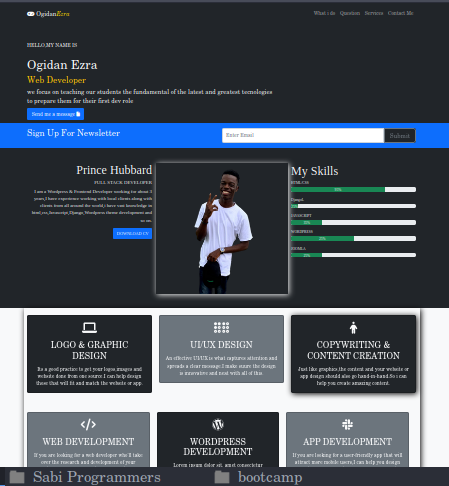 OgidanEzra
What i do Questions Services Contact Me
HELLO,MY NAME IS
Ogidan Ezra
Web Developer
we focus on teaching our students the fundamental of the latest and greatest tcenologies
to prepare them for their first dev role
Send me a message
Sign Up For Newsletter
Enter Email
Submit
Prince Hubbard
FULL STACK DEVELOPER
I am a Wordpress & Frontend Developer working for about 3
years,I have experience working with local clients along with
clients from all around the world,i have vast knowledge in
html,css,Javascript,Django,Wordpress theme development and
so on.
DOWNLOAD CV
My Skills
HTML/CSS
Django
JAVASCRIPT
WORDPRESS
JOOMLA
LOGO & GRAPHIC
DESIGN
Its a good practice to get your logos,images and
website done from one source.I can help design
those that will fit and match the website or app
UI/UX DESIGN
An effective UI/UX is what captures attention and
spreads a clear message.I make suure the design
is innovative and neat with all of this
COPYWRITING &
CONTENT CREATION
Just like graphics,the content and your website or
app design should also go hand-in-hand.So i can
help you create amazing content.
WEB DEVELOPMENT
If you are looking for a web developer who'll take
over the research and development of your
WORDPRESS
DEVELOPMENT
Lorem ipsum dolor sit, amet consectetur
APP DEVELOPMENT
If you are looking for a user-friendly app that will
attract more mobile users,I can help you design
Sabi Programmers
bootcamp